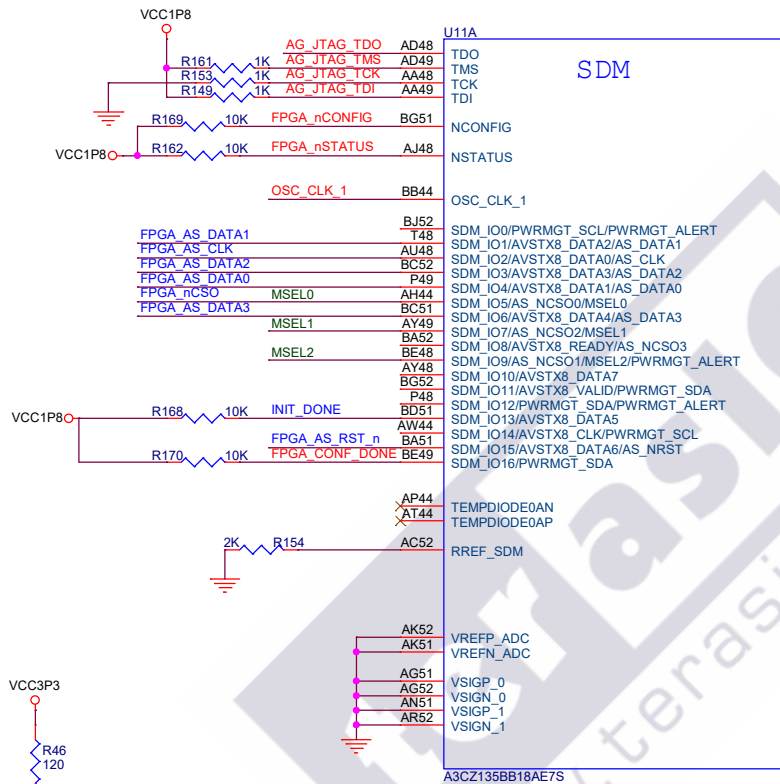 VCC1P8
U11A
SDM
AG_JTAG_TDO AD48 TDO
R161 1K AG_JTAG_TMS AD49 TMS
R153 1K AG_JTAG_TCK AA48 TCK
R149 1K AG_JTAG_TDI AA49 TDI
R169 10K FPGA_nCONFIG BG51 NCONFIG
VCC1P8 R162 10K FPGA_nSTATUS AJ48 NSTATUS
OSC_CLK_1 BB44 OSC_CLK_1
BJ52 SDM_IO0/PWRMGT_SCL/PWRMGT_ALERT
FPGA_AS_DATA1 T48 SDM_IO1/AVSTX8_DATA2/AS_DATA1
FPGA_AS_CLK AU48 SDM_IO2/AVSTX8_DATA0/AS_CLK
FPGA_AS_DATA2 BC52 SDM_IO3/AVSTX8_DATA3/AS_DATA2
FPGA_AS_DATA0 P49 SDM_IO4/AVSTX8_DATA1/AS_DATA0
FPGA_nCSO MSEL0 AH44 SDM_IO5/AS_NCSO0/MSEL0
FPGA_AS_DATA3 BC51 SDM_IO6/AVSTX8_DATA4/AS_DATA3
MSEL1 AY49 SDM_IO7/AS_NCSO2/MSEL1
BA52 SDM_IO8/AVSTX8_READY/AS_NCSO3
MSEL2 BE48 SDM_IO9/AS_NCSO1/MSEL2/PWRMGT_ALERT
AY48 SDM_IO10/AVSTX8_DATA7
BG52 SDM_IO11/AVSTX8_VALID/PWRMGT_SDA
P48 SDM_IO12/PWRMGT_SDA/PWRMGT_ALERT
VCC1P8 R168 10K INIT_DONE BD51 SDM_IO13/AVSTX8_DATA5
AW44 SDM_IO14/AVSTX8_CLK/PWRMGT_SCL
FPGA_AS_RST_n BA51 SDM_IO15/AVSTX8_DATA6/AS_NRST
R170 10K FPGA_CONF_DONE BE49 SDM_IO16/PWRMGT_SDA
AP44 TEMPDIODE0AN
AT44 TEMPDIODE0AP
2K R154 AC52 RREF_SDM
AK52 VREFP_ADC
AK51 VREFN_ADC
AG51 VSIGP_0
AG52 VSIGN_0
AN51 VSIGP_1
AR52 VSIGN_1
VCC3P3
R46
120
A3CZ135BB18AE7S
terasic
terasic